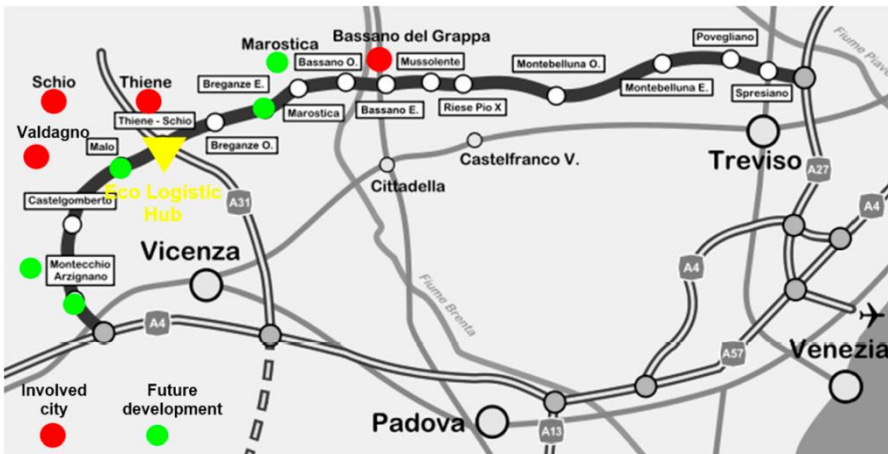 Povegliano
Marostica
Bassano del Grappa
Bassano O.
Mussolente
Montebelluna O.
Fiume Piave
Schio
Thiene
Breganze E.
Thiene - Schio
Marostica
Bassano E.
Riese Pio X
Montebelluna E.
Spresiano
Valdagno
Malo
Breganze O.
Treviso
Castelfranco V.
Cittadella
A27
Eco Logistic
Hub
Castelgomberto
A31
A4
Montecchio
Arzignano
Vicenza
A4
Fiume Brenta
A4
A57
Venezia
Involved
city
Future
development
Padova
A13